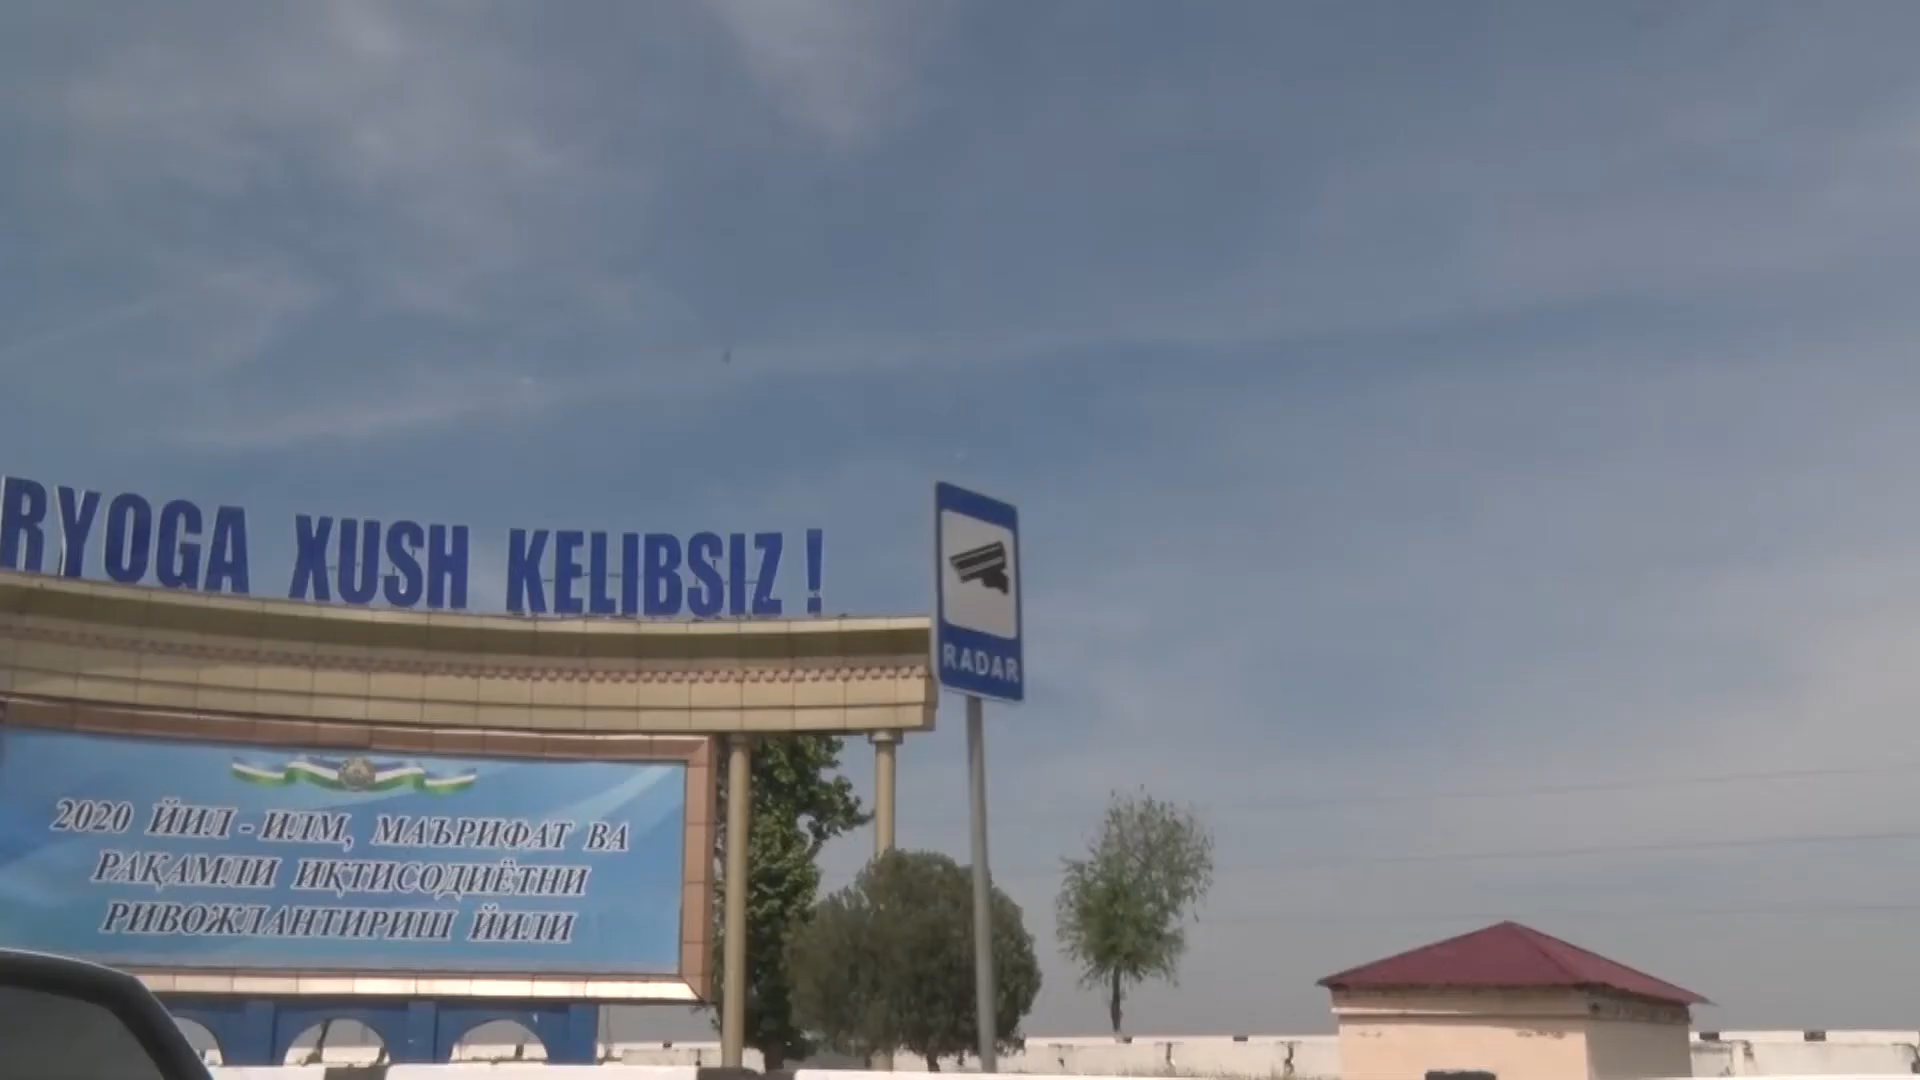 RYOGA XUSH KELIBSIZ !
RADAR
2020 ЙИЛ - ИЛМ, МАЪРИФАТ ВА
РАҚАМЛИ ИҚТИСОДИЁТНИ
РИВОЖЛАНТИРИШ ЙИЛИ